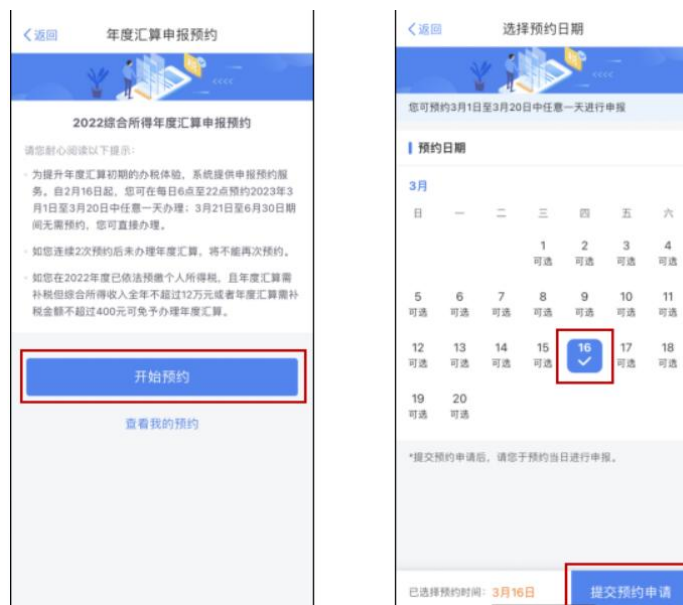 返回
年度汇算申报预约
2022综合所得年度汇算申报预约
请您耐心阅读以下提示:
为提升年度汇算初期的办税体验，系统提供申报预约服
务。自2月16日起，您可在每日6点至22点预约2023年3
月1日至3月20日中任意一天办理；3月21日至6月30日期
间无需预约，您可直接办理。
如您连续2次预约后未办理年度汇算，将不能再次预约。
如您在2022年度已依法预缴个人所得税，且年度汇算需
补税但综合所得收入全年不超过12万元或者年度汇算需补
税金额不超过400元可免予办理年度汇算。
开始预约
查看我的预约
返回
选择预约日期
您可预约3月1日至3月20日中任意一天进行申报
预约日期
3月
日 一 二 三 四 五 六
1 2 3 4
可选 可选 可选 可选
5 6 7 8 9 10 11
可选 可选 可选 可选 可选 可选 可选
12 13 14 15 16 17 18
可选 可选 可选 可选 可选 可选
19 20
可选 可选
*提交预约申请后，请您于预约当日进行申报。
已选择预约时间: 3月16日
提交预约申请